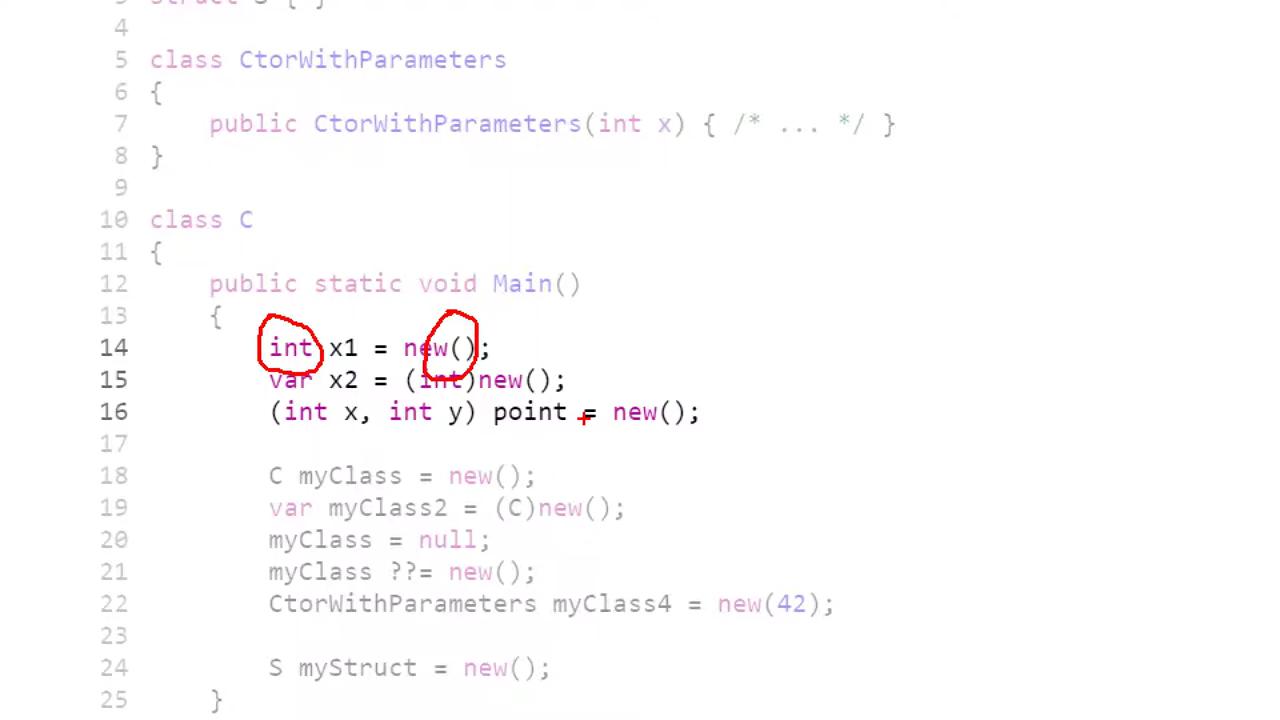 3 struct S { }
4
5 class CtorWithParameters
6 {
7 public CtorWithParameters(int x) { /* ... */ }
8 }
9
10 class C
11 {
12 public static void Main()
13 {
14 int x1 = new();
15 var x2 = (int)new();
16 (int x, int y) point = new();
17
18 C myClass = new();
19 var myClass2 = (C)new();
20 myClass = null;
21 myClass ??= new();
22 CtorWithParameters myClass4 = new(42);
23
24 S myStruct = new();
25 }